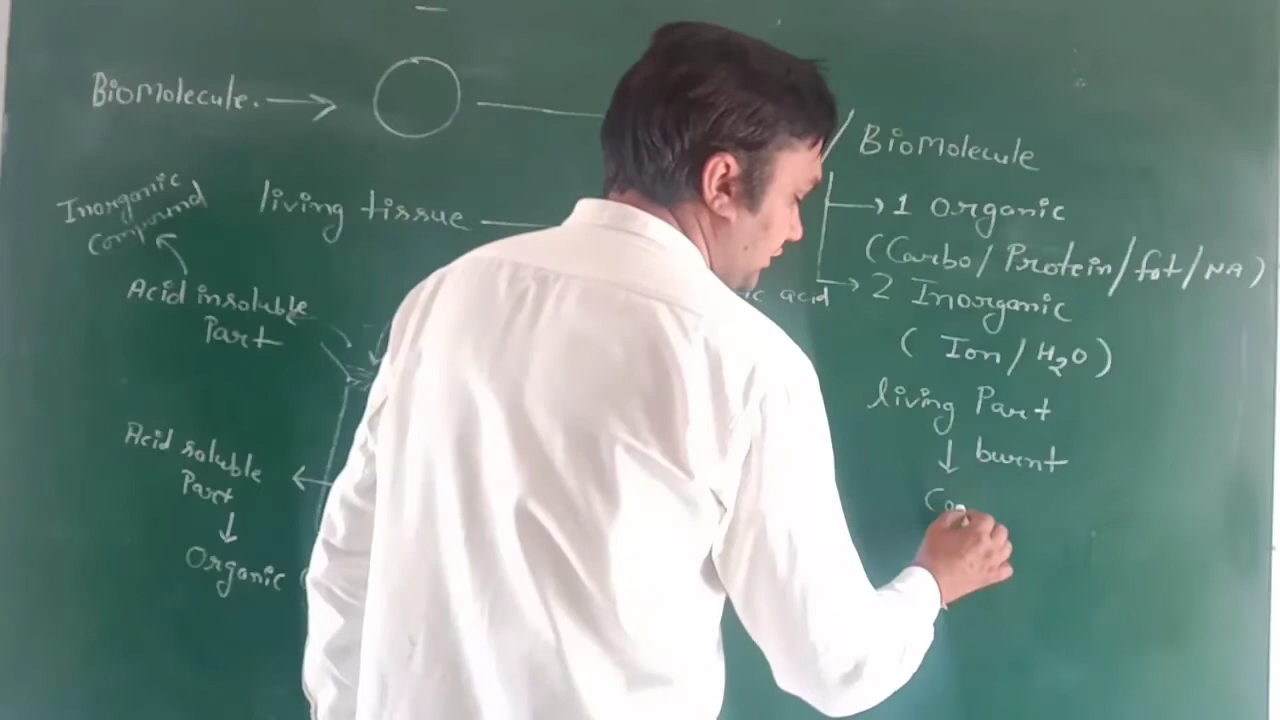 Biomolecule. →
Inorganic
compound
living tissue
Acid insoluble
Part
Acid soluble
Part
↓
Organic
acid
Biomolecule
→ 1 Organic
(Carbo/Protein/fat/NA)
→ 2 Inorganic
( Ion/H₂O )
living Part
↓ burnt